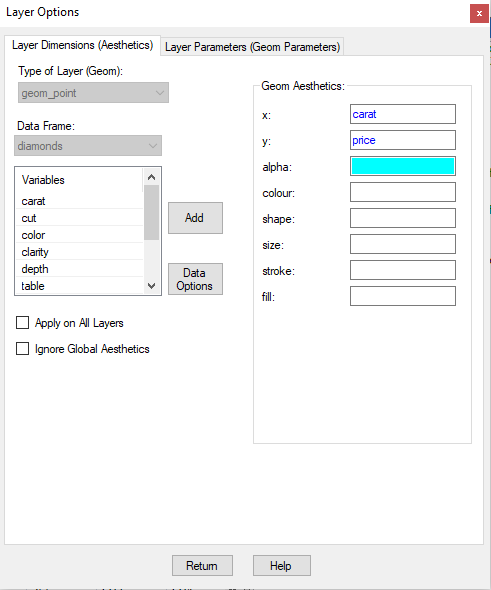 Layer Options
x
Layer Dimensions (Aesthetics)
Layer Parameters (Geom Parameters)
Type of Layer (Geom):
geom_point
Data Frame:
diamonds
Variables
carat
cut
color
clarity
depth
table
Add
Data
Options
Apply on All Layers
Ignore Global Aesthetics
Geom Aesthetics:
x: carat
y: price
alpha:
colour:
shape:
size:
stroke:
fill:
Return
Help